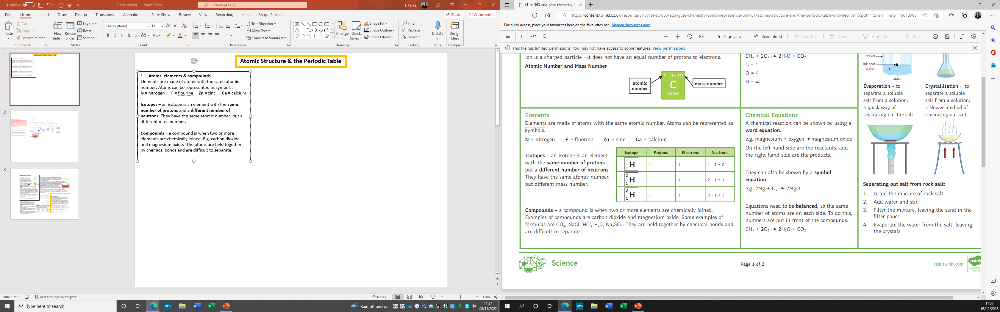 AutoSave Off
Presentation1 - PowerPoint
Search (Alt+Q)
E Parker
File Home Insert Draw Design Transitions Animations Slide Show Review View Recording Help Shape Format
Share Comments
Paste
Cut
Copy
Format Painter
Clipboard
New Slide
Re-use Slides
Layout
Reset
Section
Slides
Calibri (Body) 11
Font
Text Direction
Align Text
Convert to SmartArt
Paragraph
Arrange
Quick Styles
Shape Fill
Shape Outline
Shape Effects
Drawing
Find
Replace
Select
Editing
Dictate
Voice
Design Ideas
Designer
1
2
3
Atomic Structure & the Periodic Table
1. Atoms, elements & compounds
Elements are made of atoms with the same atomic
number. Atoms can be represented as symbols.
N = nitrogen F = flourine Zn = zinc Ca = calcium
Isotopes – an isotope is an element with the same
number of protons and a different number of
neutrons. They have the same atomic number, but a
different mass number.
Compounds – a compound is when two or more
elements are chemically joined. E.g. carbon dioxide
and magnesium oxide. The atoms are held together
by chemical bonds and are difficult to separate.
Slide 1 of 3 Accessibility: Investigate
Notes
110%
Type here to search
SIMS
Rain off and on
11:37
08/11/2022
t4-sc-963-aqa-gcse-chemistry-c
https://content.twinkl.co.uk/resource/cf/87/t4-sc-963-aqa-gcse-chemistry-combined-science-unit-51-atomic-structure-and-the-periodic-table-knowled_ver_5.pdf?__token__=exp=16678966...
For quick access, place your favourites here on the favourites bar. Manage favourites now
1 of 2
Page view Read aloud Add text Draw Highlight Erase
This file has limited permissions. You may not have access to some features. View permissions
ion is a charged particle - it does not have an equal number of protons to electrons.
Atomic Number and Mass Number
atomic number
6 12.011
C
carbon
mass number
CH₄ + 2O₂ → 2H₂O + CO₂
C = 1
O = 4
H = 4
beaker
ink spot
water
start
Evaporation – to
separate a soluble
salt from a solution;
a quick way of
separating out the salt.
Crystallisation - to
separate a soluble
salt from a solution;
a slower method of
separating out salt.
Elements
Elements are made of atoms with the same atomic number. Atoms can be represented as
symbols.
N = nitrogen F = fluorine Zn = zinc Ca = calcium
Isotopes – an isotope is an element
with the same number of protons
but a different number of neutrons.
They have the same atomic number,
but different mass number.
Isotope Protons Electrons Neutrons
1 1 H 1 1 1 - 1 = 0
2 1 H 1 1 2 - 1 = 1
3 1 H 1 1 3 - 1 = 2
Compounds – a compound is when two or more elements are chemically joined.
Examples of compounds are carbon dioxide and magnesium oxide. Some examples of
formulas are CO₂, NaCl, HCl, H₂O, Na₂SO₄. They are held together by chemical bonds and
are difficult to separate.
Chemical Equations
A chemical reaction can be shown by using a
word equation.
e.g. magnesium + oxygen → magnesium oxide
On the left-hand side are the reactants, and
the right-hand side are the products.
They can also be shown by a symbol
equation.
e.g. 2Mg + O₂ → 2MgO
Equations need to be balanced, so the same
number of atoms are on each side. To do this,
numbers are put in front of the compounds.
CH₄ + 2O₂ → 2H₂O + CO₂
Separating out salt from rock salt:
1. Grind the mixture of rock salt.
2. Add water and stir.
3. Filter the mixture, leaving the sand in the
filter paper
4. Evaporate the water from the salt, leaving
the crystals.
Science
Page 1 of 2
visit twinkl.com
twink
SIMS
11:37
08/11/2022